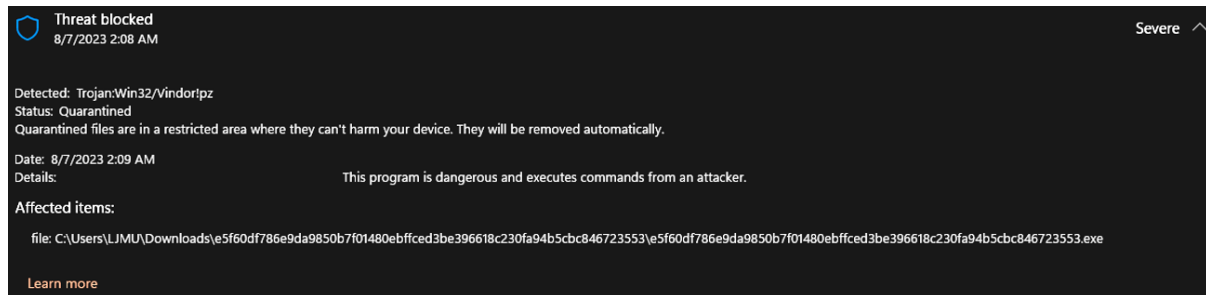 Threat blocked
8/7/2023 2:08 AM
Severe
Detected: Trojan:Win32/Vindor!pz
Status: Quarantined
Quarantined files are in a restricted area where they can't harm your device. They will be removed automatically.
Date: 8/7/2023 2:09 AM
Details: This program is dangerous and executes commands from an attacker.
Affected items:
file: C:\Users\LJMU\Downloads\e5f60df786e9da9850b7f01480ebffced3be396618c230fa94b5cbc846723553\e5f60df786e9da9850b7f01480ebffced3be396618c230fa94b5cbc846723553.exe
Learn more